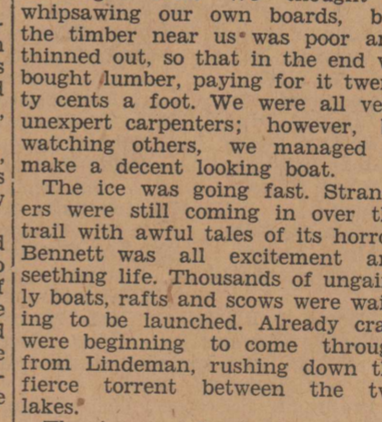 whipsawing our own boards, b
the timber near us was poor a
thinned out, so that in the end
bought lumber, paying for it twe
ty cents a foot. We were all ve
unexpert carpenters; however,
watching others, we managed
make a decent looking boat.
The ice was going fast. Stran
ers were still coming in over t
trail with awful tales of its horr
Bennett was all excitement a
seething life. Thousands of ungai
ly boats, rafts and scows were wai
ing to be launched. Already cra
were beginning to come throug
from Lindeman, rushing down t
fierce torrent between the tw
lakes.